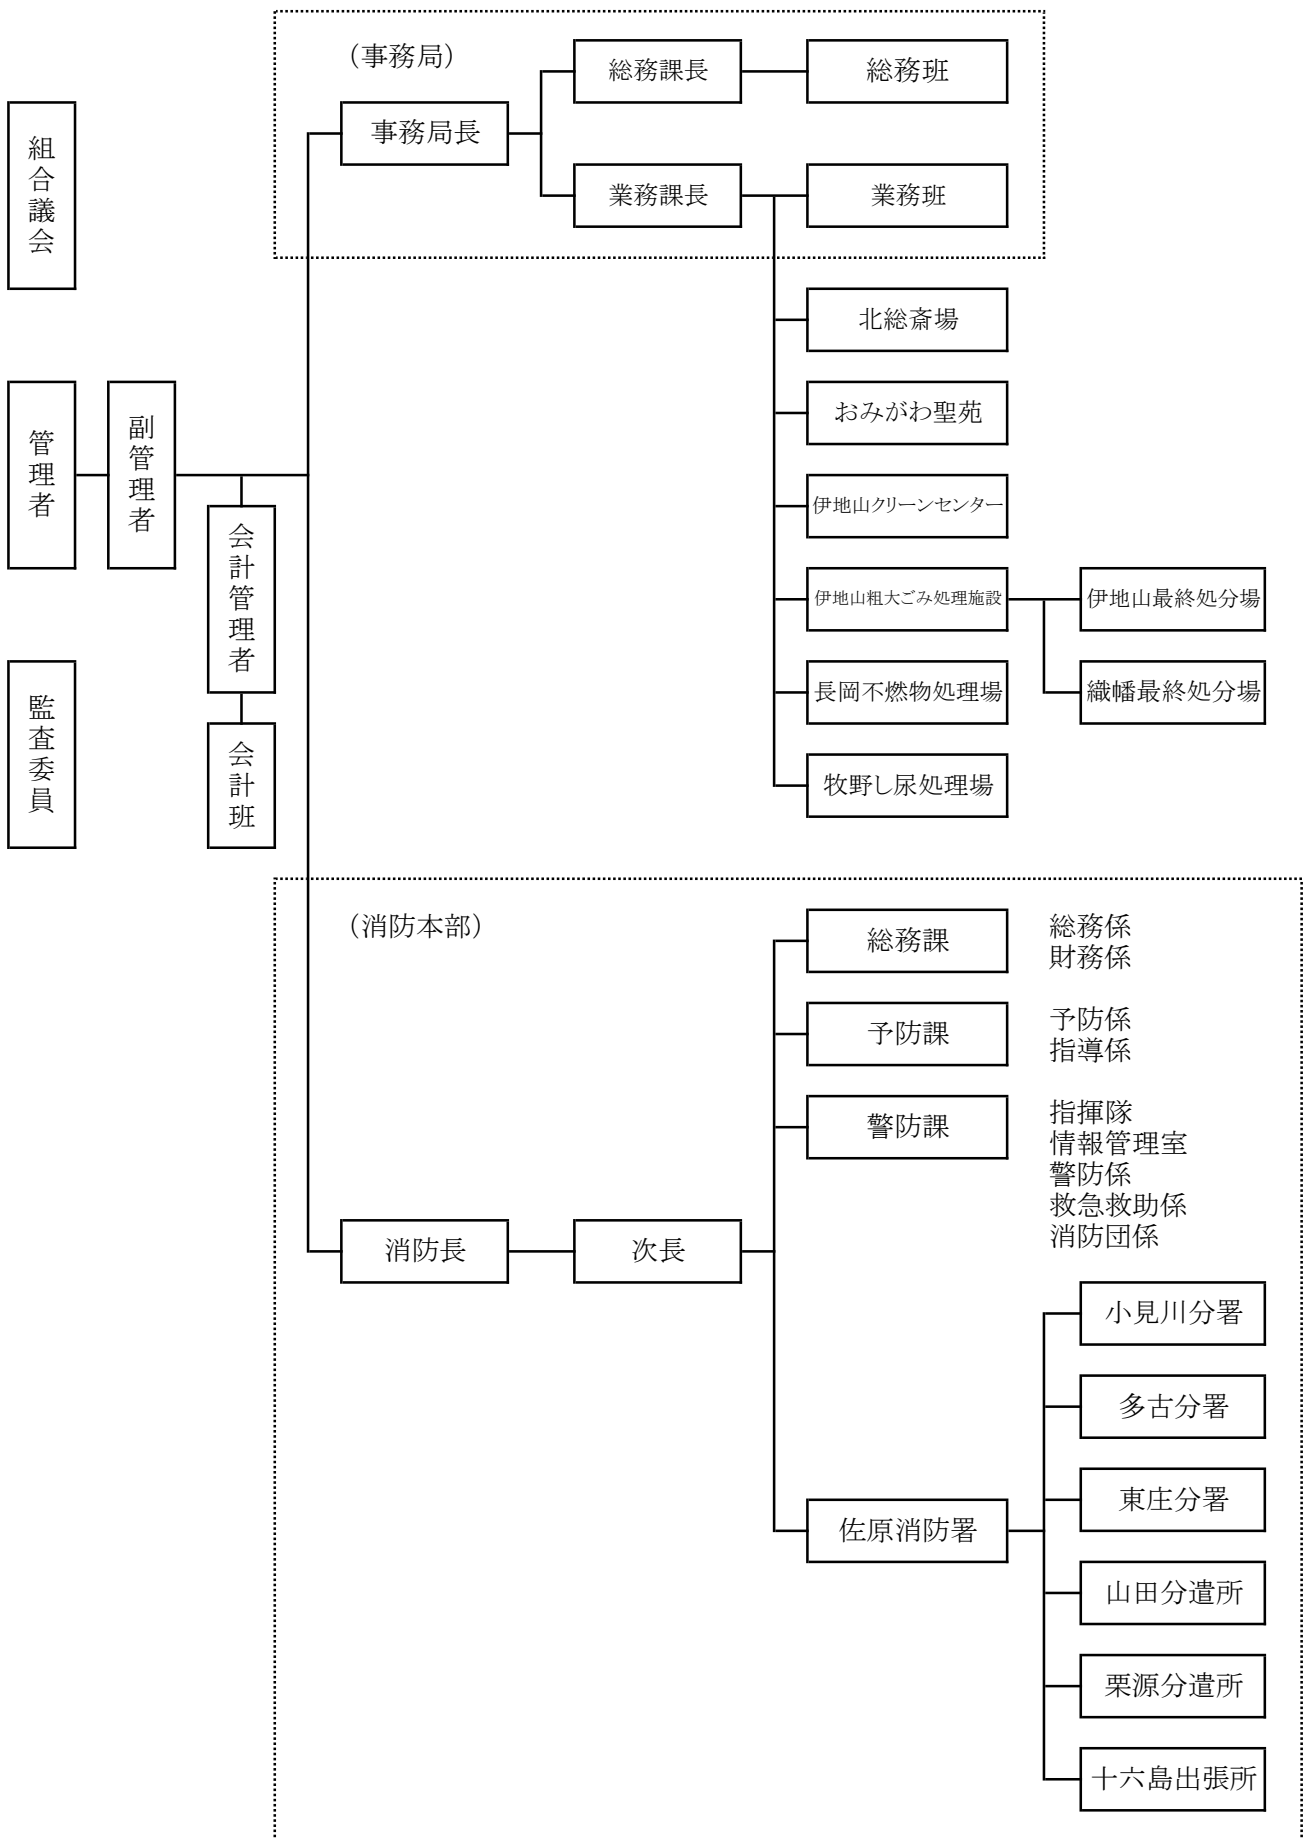 （事務局）
総務課長
総務班
事務局長
業務課長
業務班
組合議会
北総斎場
おみがわ聖苑
管理者
副管理者
会計管理者
会計班
監査委員
伊地山クリーンセンター
伊地山粗大ごみ処理施設
伊地山最終処分場
織幡最終処分場
長岡不燃物処理場
牧野し尿処理場
（消防本部）
総務課
総務係
財務係
予防課
予防係
指導係
警防課
指揮隊
情報管理室
警防係
救急救助係
消防団係
消防長
次長
佐原消防署
小見川分署
多古分署
東庄分署
山田分遣所
栗源分遣所
十六島出張所